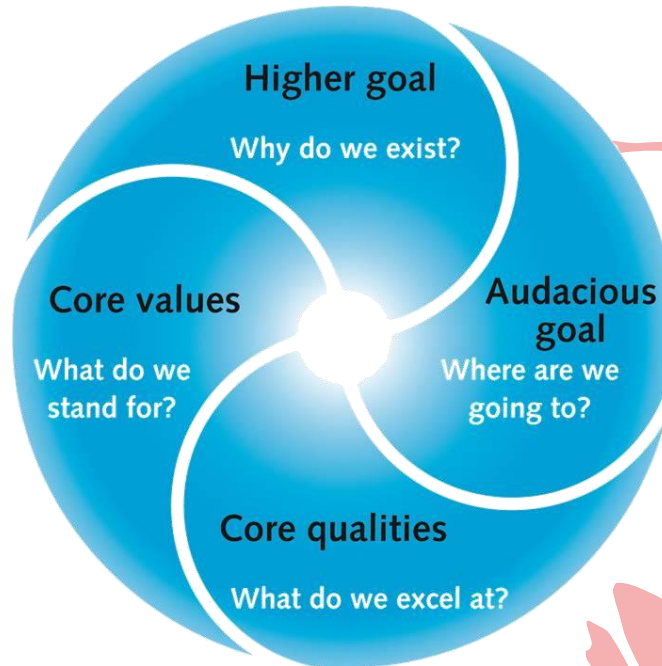 Higher goal
Why do we exist?
Core values
What do we
stand for?
Audacious
goal
Where are we
going to?
Core qualities
What do we excel at?